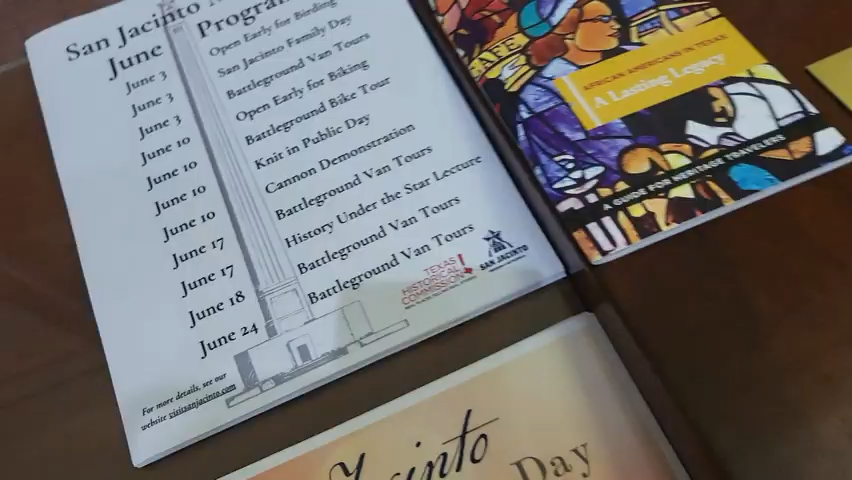 San Jacinto
June Program
June 3 Open Early for Birding
June 3 San Jacinto Family Day
June 3 Battleground Van Tours
June 10 Open Early for Biking
June 10 Battleground Bike Tour
June 10 Knit in Public Day
June 10 Cannon Demonstration
June 17 Battleground Van Tours
June 17 History Under the Star Lecture
June 18 Battleground Van Tours
June 24 Battleground Van Tours
For more details, see our
website visitsanjacinto.com
TEXAS
HISTORICAL
COMMISSION
SAN JACINTO
AFRICAN AMERICANS IN TEXAS
A Lasting Legacy
A GUIDE FOR HERITAGE TRAVELERS
Jacinto
Day